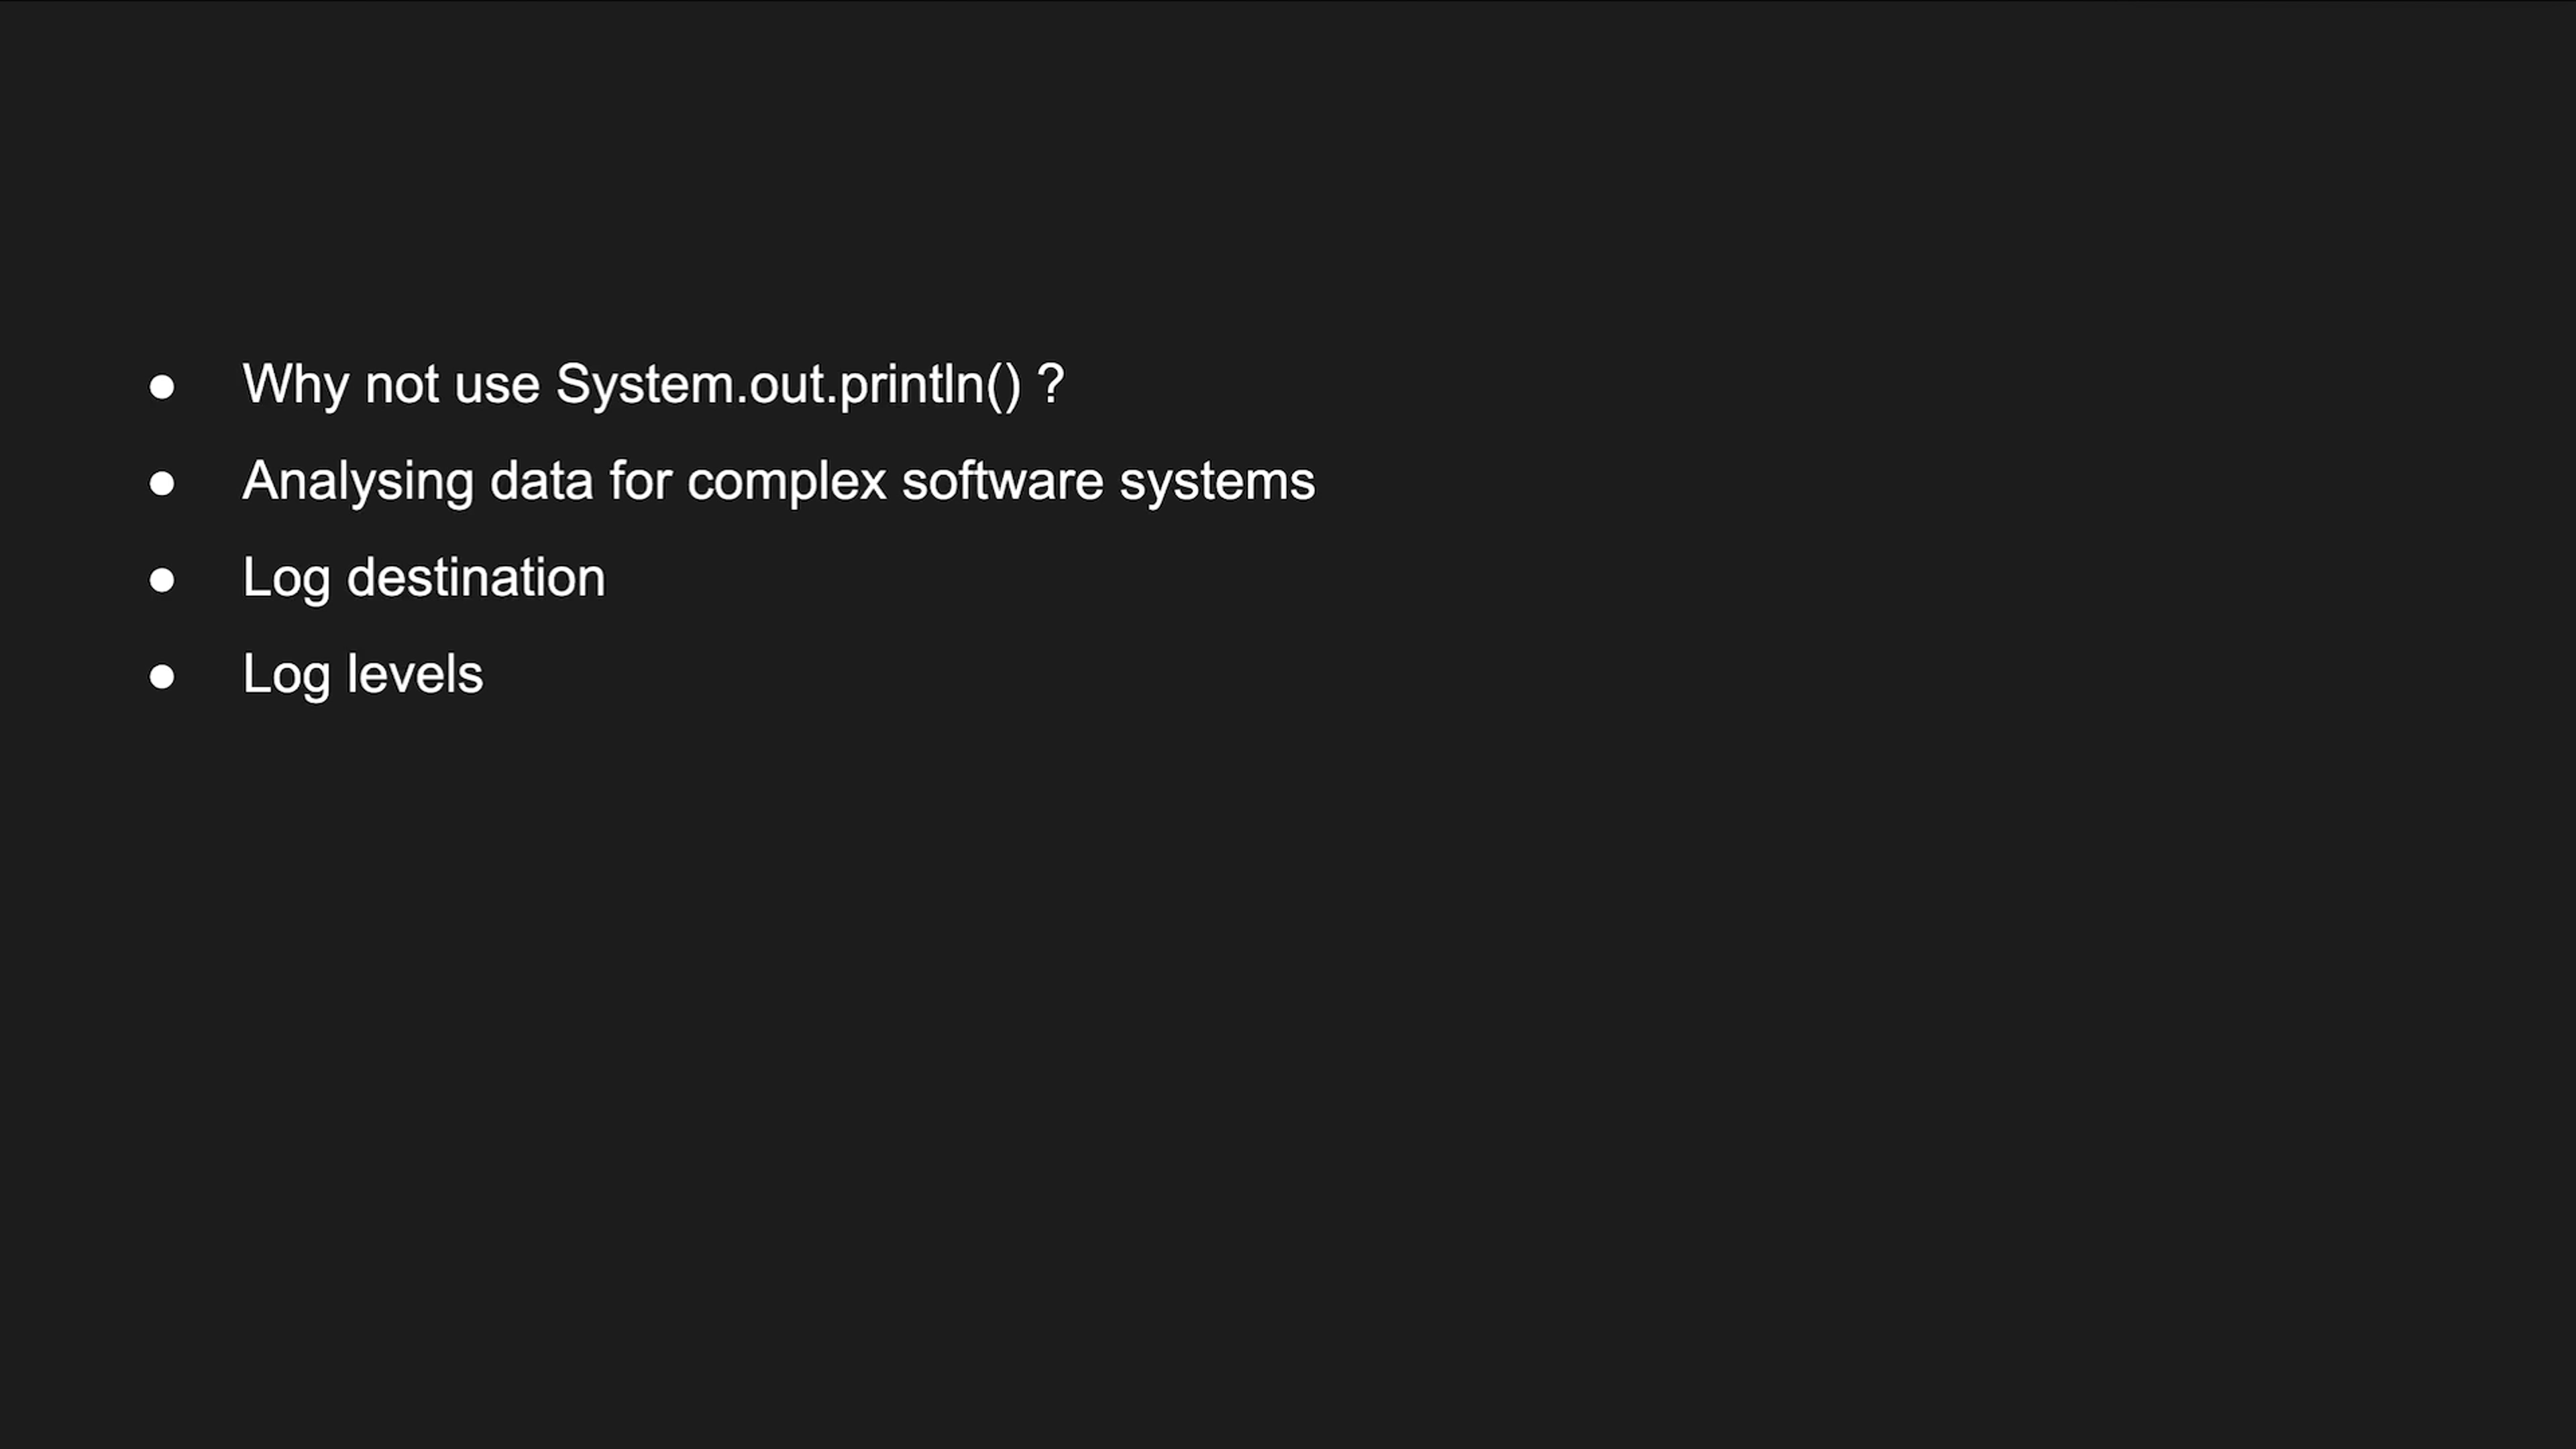 ● Why not use System.out.println() ?
● Analysing data for complex software systems
● Log destination
● Log levels